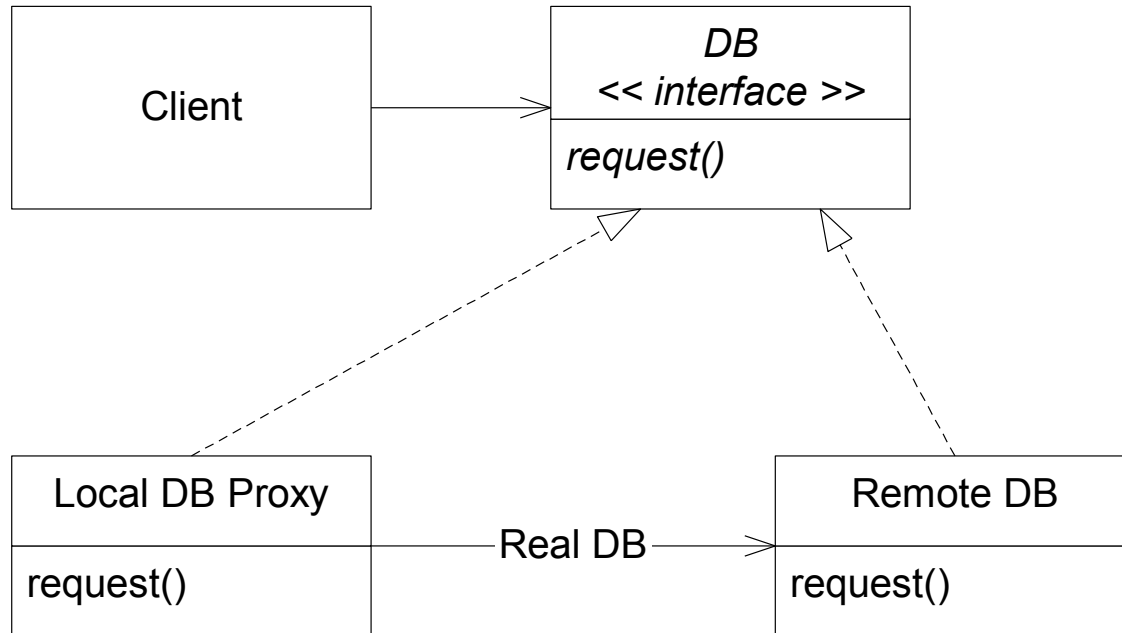 Client
DB
<< interface >>
request()
Local DB Proxy
request()
Real DB
Remote DB
request()